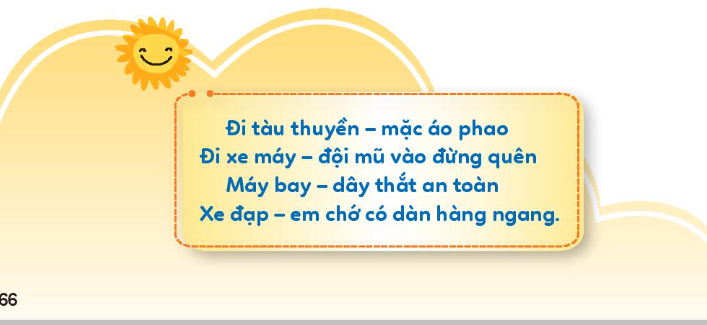 Đi tàu thuyền – mặc áo phao
Đi xe máy – đội mũ vào đừng quên
Máy bay – dây thắt an toàn
Xe đạp – em chớ có dàn hàng ngang.
66